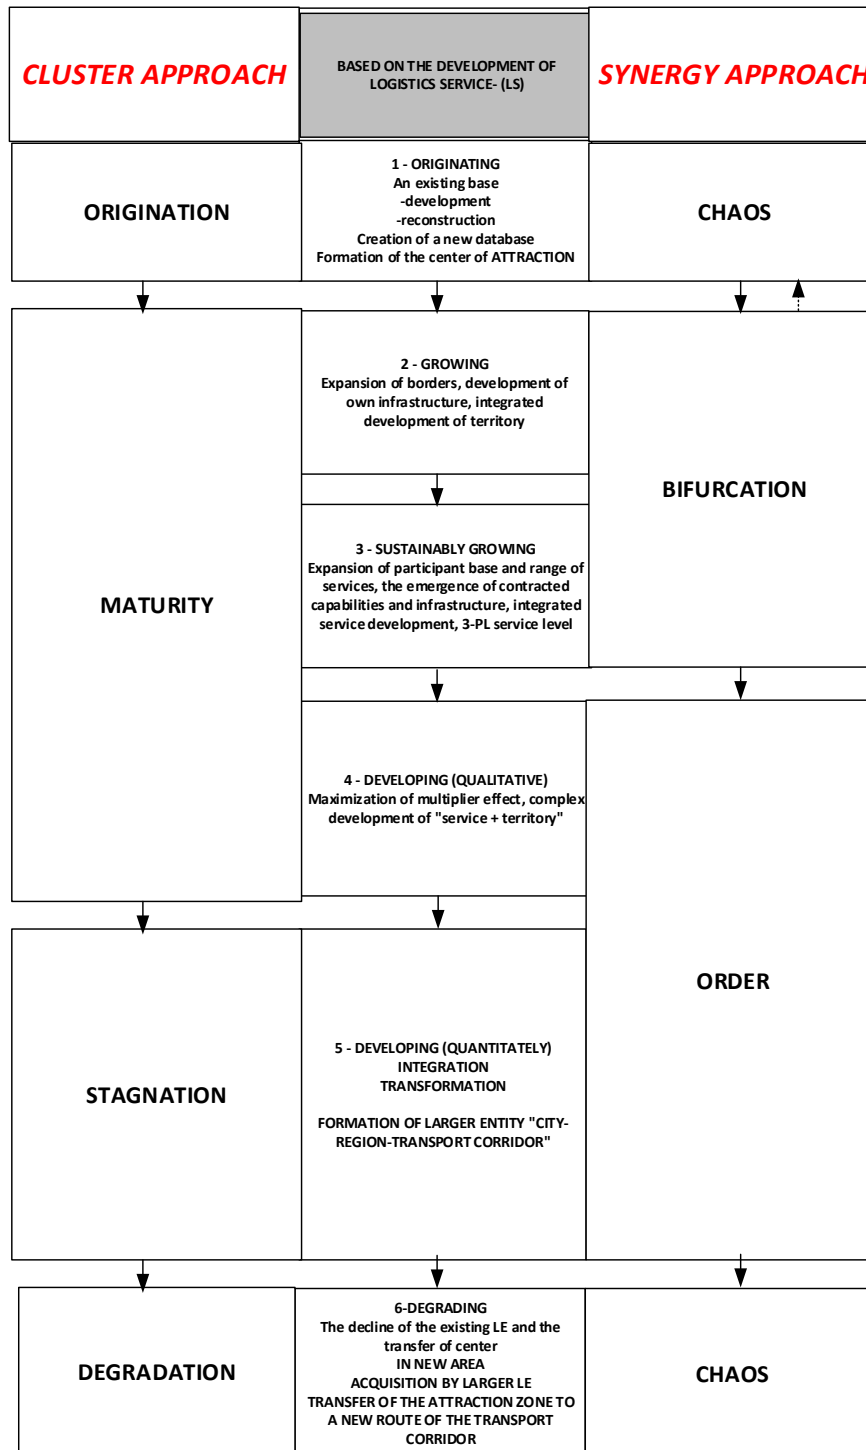 CLUSTER APPROACH
BASED ON THE DEVELOPMENT OF
LOGISTICS SERVICE- (LS)
SYNERGY APPROACH
ORIGINATION
1 - ORIGINATING
An existing base
-development
-reconstruction
Creation of a new database
Formation of the center of ATTRACTION
CHAOS
MATURITY
2 - GROWING
Expansion of borders, development of
own infrastructure, integrated
development of territory
BIFURCATION
3 - SUSTAINABLY GROWING
Expansion of participant base and range of
services, the emergence of contracted
capabilities and infrastructure, integrated
service development, 3-PL service level
4 - DEVELOPING (QUALITATIVE)
Maximization of multiplier effect, complex
development of "service + territory"
ORDER
STAGNATION
5 - DEVELOPING (QUANTITATELY)
INTEGRATION
TRANSFORMATION
FORMATION OF LARGER ENTITY "CITY-
REGION-TRANSPORT CORRIDOR"
DEGRADATION
6-DEGRADING
The decline of the existing LE and the
transfer of center
IN NEW AREA
ACQUISITION BY LARGER LE
TRANSFER OF THE ATTRACTION ZONE TO
A NEW ROUTE OF THE TRANSPORT
CORRIDOR
CHAOS